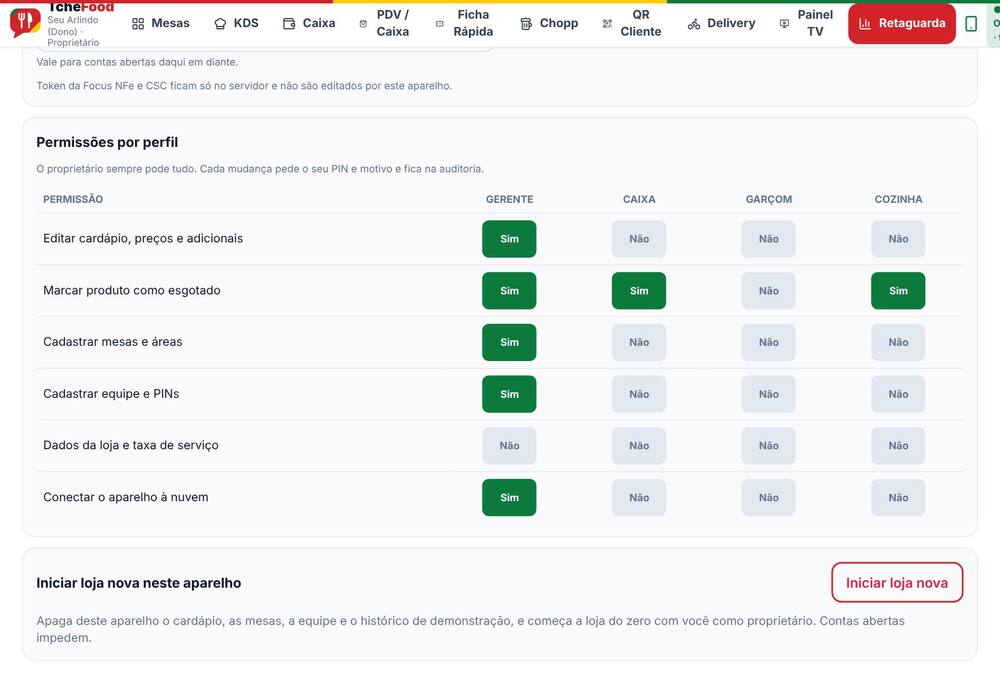 TcheFood
Seu Arlindo
(Dono) ·
Proprietário
Mesas
KDS
Caixa
PDV /
Caixa
Ficha
Rápida
Chopp
QR
Cliente
Delivery
Painel
TV
Retaguarda
Vale para contas abertas daqui em diante.
Token da Focus NFe e CSC ficam só no servidor e não são editados por este aparelho.
Permissões por perfil
O proprietário sempre pode tudo. Cada mudança pede o seu PIN e motivo e fica na auditoria.
PERMISSÃO GERENTE CAIXA GARÇOM COZINHA
Editar cardápio, preços e adicionais Sim Não Não Não
Marcar produto como esgotado Sim Sim Não Sim
Cadastrar mesas e áreas Sim Não Não Não
Cadastrar equipe e PINs Sim Não Não Não
Dados da loja e taxa de serviço Não Não Não Não
Conectar o aparelho à nuvem Sim Não Não Não
Iniciar loja nova neste aparelho
Iniciar loja nova
Apaga deste aparelho o cardápio, as mesas, a equipe e o histórico de demonstração, e começa a loja do zero com você como proprietário. Contas abertas
impedem.